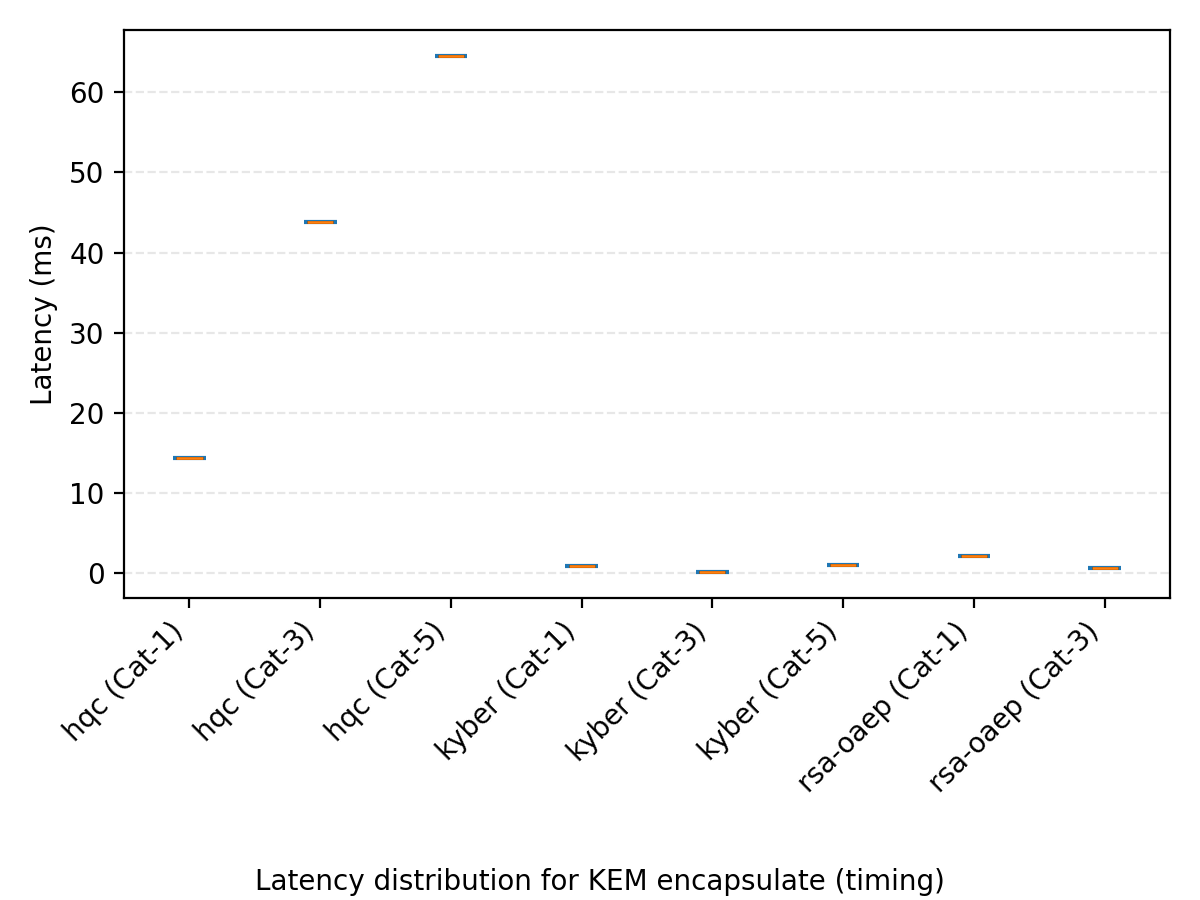 Latency (ms)
60
50
40
30
20
10
0
hqc (Cat-1)
hqc (Cat-3)
hqc (Cat-5)
kyber (Cat-1)
kyber (Cat-3)
kyber (Cat-5)
rsa-oaep (Cat-1)
rsa-oaep (Cat-3)
Latency distribution for KEM encapsulate (timing)